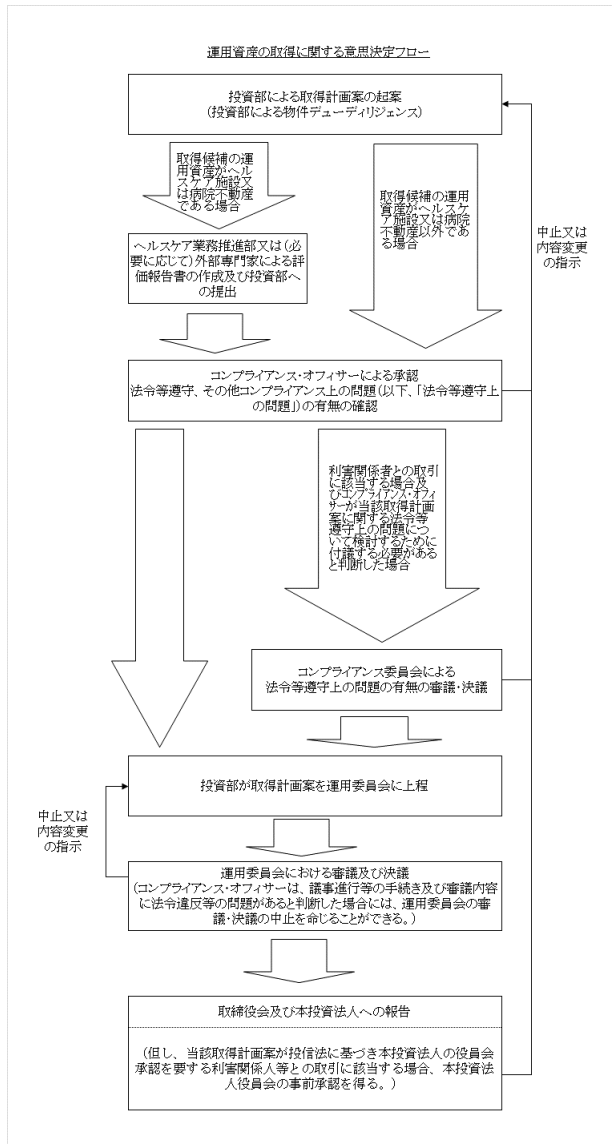 運用資産の取得に関する意思決定フロー
投資部による取得計画案の起案
(投資部による物件デューディリジェンス)
取得候補の運
用資産がヘル
スケア施設又
は病院不動産
である場合
取得候補の運用
資産がヘルスケ
ア施設又は病院
不動産以外であ
る場合
中止又は
内容変更
の指示
ヘルスケア業務推進部又は(必
要に応じて)外部専門家による評
価報告書の作成及び投資部へ
の提出
コンプライアンス・オフィサーによる承認
法令等遵守、その他コンプライアンス上の問題(以下、「法令等遵守上
の問題」)の有無の確認
利害関係者との取引
に該当する場合及
びコンプライアンス・オフィ
サーが当該取得計画
案に関する法令等
遵守上の問題につ
いて検討するために
付議する必要がある
と判断した場合
コンプライアンス委員会による
法令等遵守上の問題の有無の審議・決議
投資部が取得計画案を運用委員会に上程
中止又は
内容変更
の指示
運用委員会における審議及び決議
(コンプライアンス・オフィサーは、議事進行等の手続き及び審議内容
に法令違反等の問題があると判断した場合には、運用委員会の審
議・決議の中止を命じることができる。)
取締役会及び本投資法人への報告
(但し、当該取得計画案が投信法に基づき本投資法人の役員会
承認を要する利害関係人等との取引に該当する場合、本投資法
人役員会の事前承認を得る。)